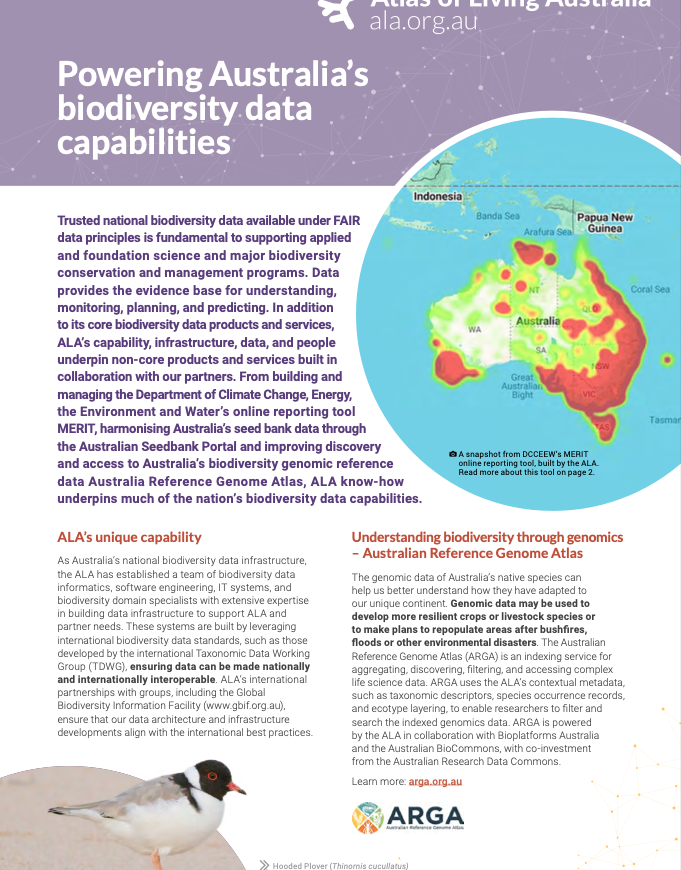 Atlas of Living Australia
ala.org.au
Powering Australia's
biodiversity data
capabilities
Trusted national biodiversity data available under FAIR
data principles is fundamental to supporting applied
and foundation science and major biodiversity
conservation and management programs. Data
provides the evidence base for understanding,
monitoring, planning, and predicting. In addition
to its core biodiversity data products and services,
ALA's capability, infrastructure, data, and people
underpin non-core products and services built in
collaboration with our partners. From building and
managing the Department of Climate Change, Energy,
the Environment and Water's online reporting tool
MERIT, harmonising Australia's seed bank data through
the Australian Seedbank Portal and improving discovery
and access to Australia's biodiversity genomic reference
data Australia Reference Genome Atlas, ALA know-how
underpins much of the nation's biodiversity data capabilities.
Indonesia
Banda Sea
Papua New
Guinea
Arafura Sea
Coral Sea
NT
QLD
WA
Australia
SA
NSW
Great
Australian
Bight
VIC
TAS
Tasman
A snapshot from DCCEEW's MERIT
online reporting tool, built by the ALA.
Read more about this tool on page 2.
ALA's unique capability
As Australia's national biodiversity data infrastructure,
the ALA has established a team of biodiversity data
informatics, software engineering, IT systems, and
biodiversity domain specialists with extensive expertise
in building data infrastructure to support ALA and
partner needs. These systems are built by leveraging
international biodiversity data standards, such as those
developed by the international Taxonomic Data Working
Group (TDWG), ensuring data can be made nationally
and internationally interoperable. ALA's international
partnerships with groups, including the Global
Biodiversity Information Facility (www.gbif.org.au),
ensure that our data architecture and infrastructure
developments align with the international best practices.
Understanding biodiversity through genomics
– Australian Reference Genome Atlas
The genomic data of Australia's native species can
help us better understand how they have adapted to
our unique continent. Genomic data may be used to
develop more resilient crops or livestock species or
to make plans to repopulate areas after bushfires,
floods or other environmental disasters. The Australian
Reference Genome Atlas (ARGA) is an indexing service for
aggregating, discovering, filtering, and accessing complex
life science data. ARGA uses the ALA's contextual metadata,
such as taxonomic descriptors, species occurrence records,
and ecotype layering, to enable researchers to filter and
search the indexed genomics data. ARGA is powered
by the ALA in collaboration with Bioplatforms Australia
and the Australian BioCommons, with co-investment
from the Australian Research Data Commons.
Learn more: arga.org.au
ARGA
Australian Reference Genome Atlas
Hooded Plover (Thinornis cucullatus)